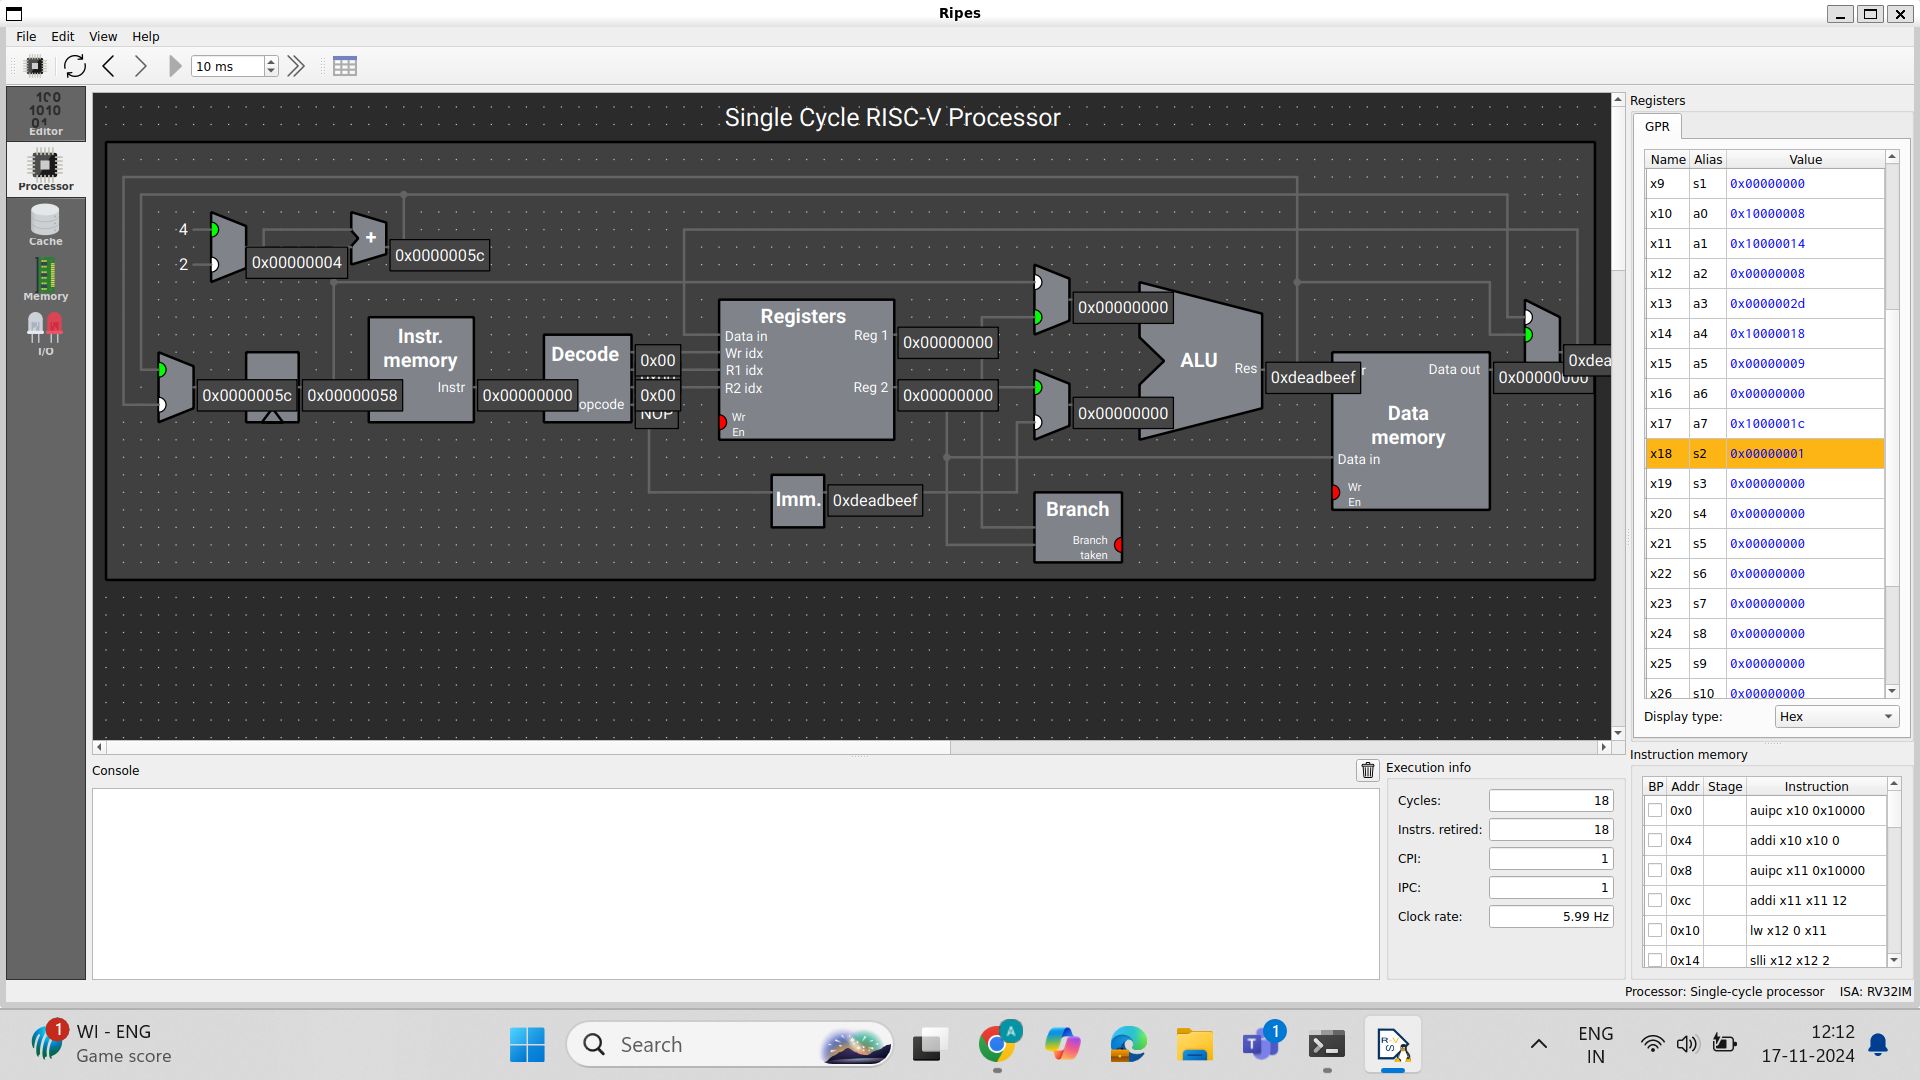 Ripes
File Edit View Help
10 ms
Editor
Processor
Cache
Memory
I/O
Single Cycle RISC-V Processor
4
2
0x00000004
+
0x0000005c
0x0000005c
0x00000058
Instr. memory
Instr
0x00000000
Decode
opcode
0x00
0x00
NOP
Registers
Data in
Wr idx
R1 idx
R2 idx
Wr En
Reg 1
Reg 2
0x00000000
0x00000000
Imm.
0xdeadbeef
0x00000000
0x00000000
ALU
Res
0xdeadbeef
Branch
Branch taken
r
Data out
Data memory
Data in
Wr En
0x00000000
0xdea
Console
Execution info
Cycles: 18
Instrs. retired: 18
CPI: 1
IPC: 1
Clock rate: 5.99 Hz
Registers
GPR
Name Alias Value
x9 s1 0x00000000
x10 a0 0x10000008
x11 a1 0x10000014
x12 a2 0x00000008
x13 a3 0x0000002d
x14 a4 0x10000018
x15 a5 0x00000009
x16 a6 0x00000000
x17 a7 0x1000001c
x18 s2 0x00000001
x19 s3 0x00000000
x20 s4 0x00000000
x21 s5 0x00000000
x22 s6 0x00000000
x23 s7 0x00000000
x24 s8 0x00000000
x25 s9 0x00000000
x26 s10 0x00000000
Display type: Hex
Instruction memory
BP Addr Stage Instruction
0x0 auipc x10 0x10000
0x4 addi x10 x10 0
0x8 auipc x11 0x10000
0xc addi x11 x11 12
0x10 lw x12 0 x11
0x14 slli x12 x12 2
Processor: Single-cycle processor ISA: RV32IM
1
WI - ENG
Game score
Search
A
1
ENG
IN
12:12
17-11-2024